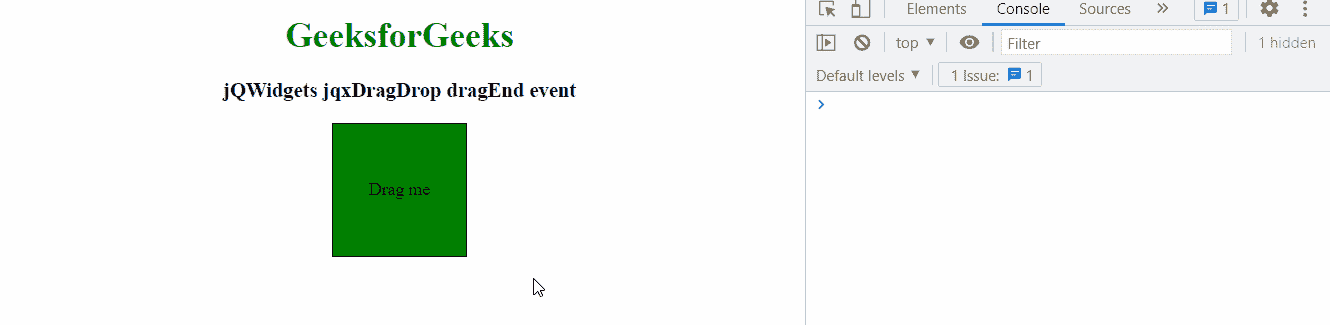 GeeksforGeeks
jQWidgets jqxDragDrop dragEnd event
Drag me
Elements Console Sources 1
top Filter 1 hidden
Default levels 1 Issue: 1